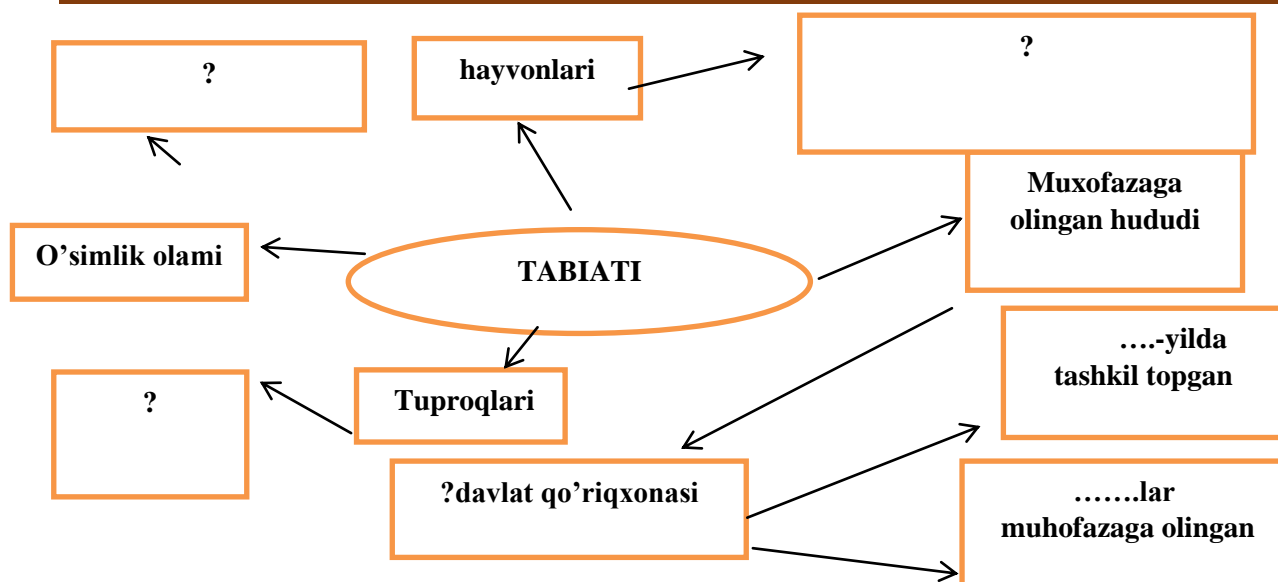 ?
hayvonlari
?
Muxofazaga
olingan hududi
O’simlik olami
TABIATI
….-yilda
tashkil topgan
?
Tuproqlari
?davlat qo’riqxonasi
…….lar
muhofazaga olingan